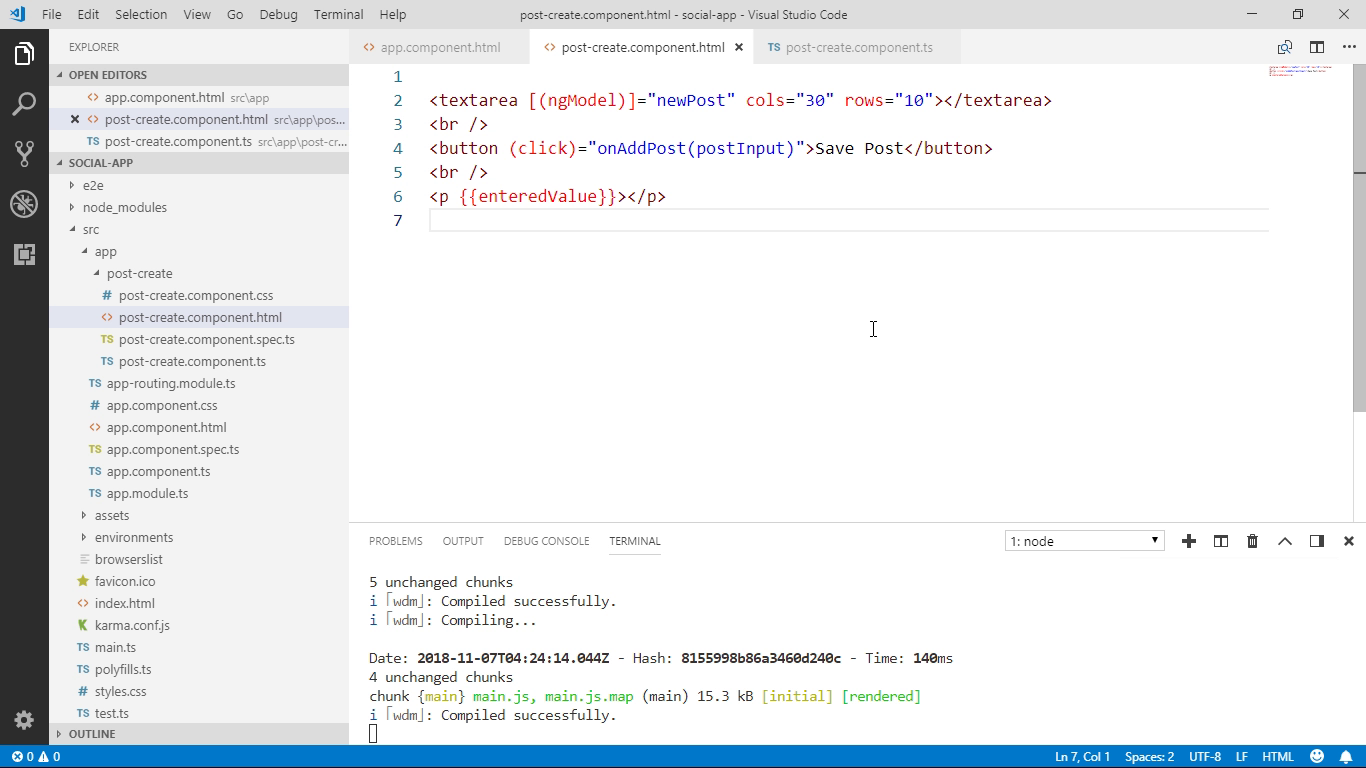 File Edit Selection View Go Debug Terminal Help
post-create.component.html - social-app - Visual Studio Code
EXPLORER
OPEN EDITORS
app.component.html src\app
post-create.component.html src\app\pos...
TS post-create.component.ts src\app\post-cr...
SOCIAL-APP
e2e
node_modules
src
app
post-create
# post-create.component.css
<> post-create.component.html
TS post-create.component.spec.ts
TS post-create.component.ts
TS app-routing.module.ts
# app.component.css
<> app.component.html
TS app.component.spec.ts
TS app.component.ts
TS app.module.ts
assets
environments
browserslist
favicon.ico
<> index.html
karma.conf.js
TS main.ts
TS polyfills.ts
# styles.css
TS test.ts
OUTLINE
<> app.component.html
<> post-create.component.html ×
TS post-create.component.ts
1
2 <textarea [(ngModel)]="newPost" cols="30" rows="10"></textarea>
3 <br />
4 <button (click)="onAddPost(postInput)">Save Post</button>
5 <br />
6 <p {{enteredValue}}></p>
7
PROBLEMS OUTPUT DEBUG CONSOLE TERMINAL
1: node
5 unchanged chunks
i ｢wdm｣: Compiled successfully.
i ｢wdm｣: Compiling...
Date: 2018-11-07T04:24:14.044Z - Hash: 8155998b86a3460d240c - Time: 140ms
4 unchanged chunks
chunk {main} main.js, main.js.map (main) 15.3 kB [initial] [rendered]
i ｢wdm｣: Compiled successfully.
0 0
Ln 7, Col 1 Spaces: 2 UTF-8 LF HTML